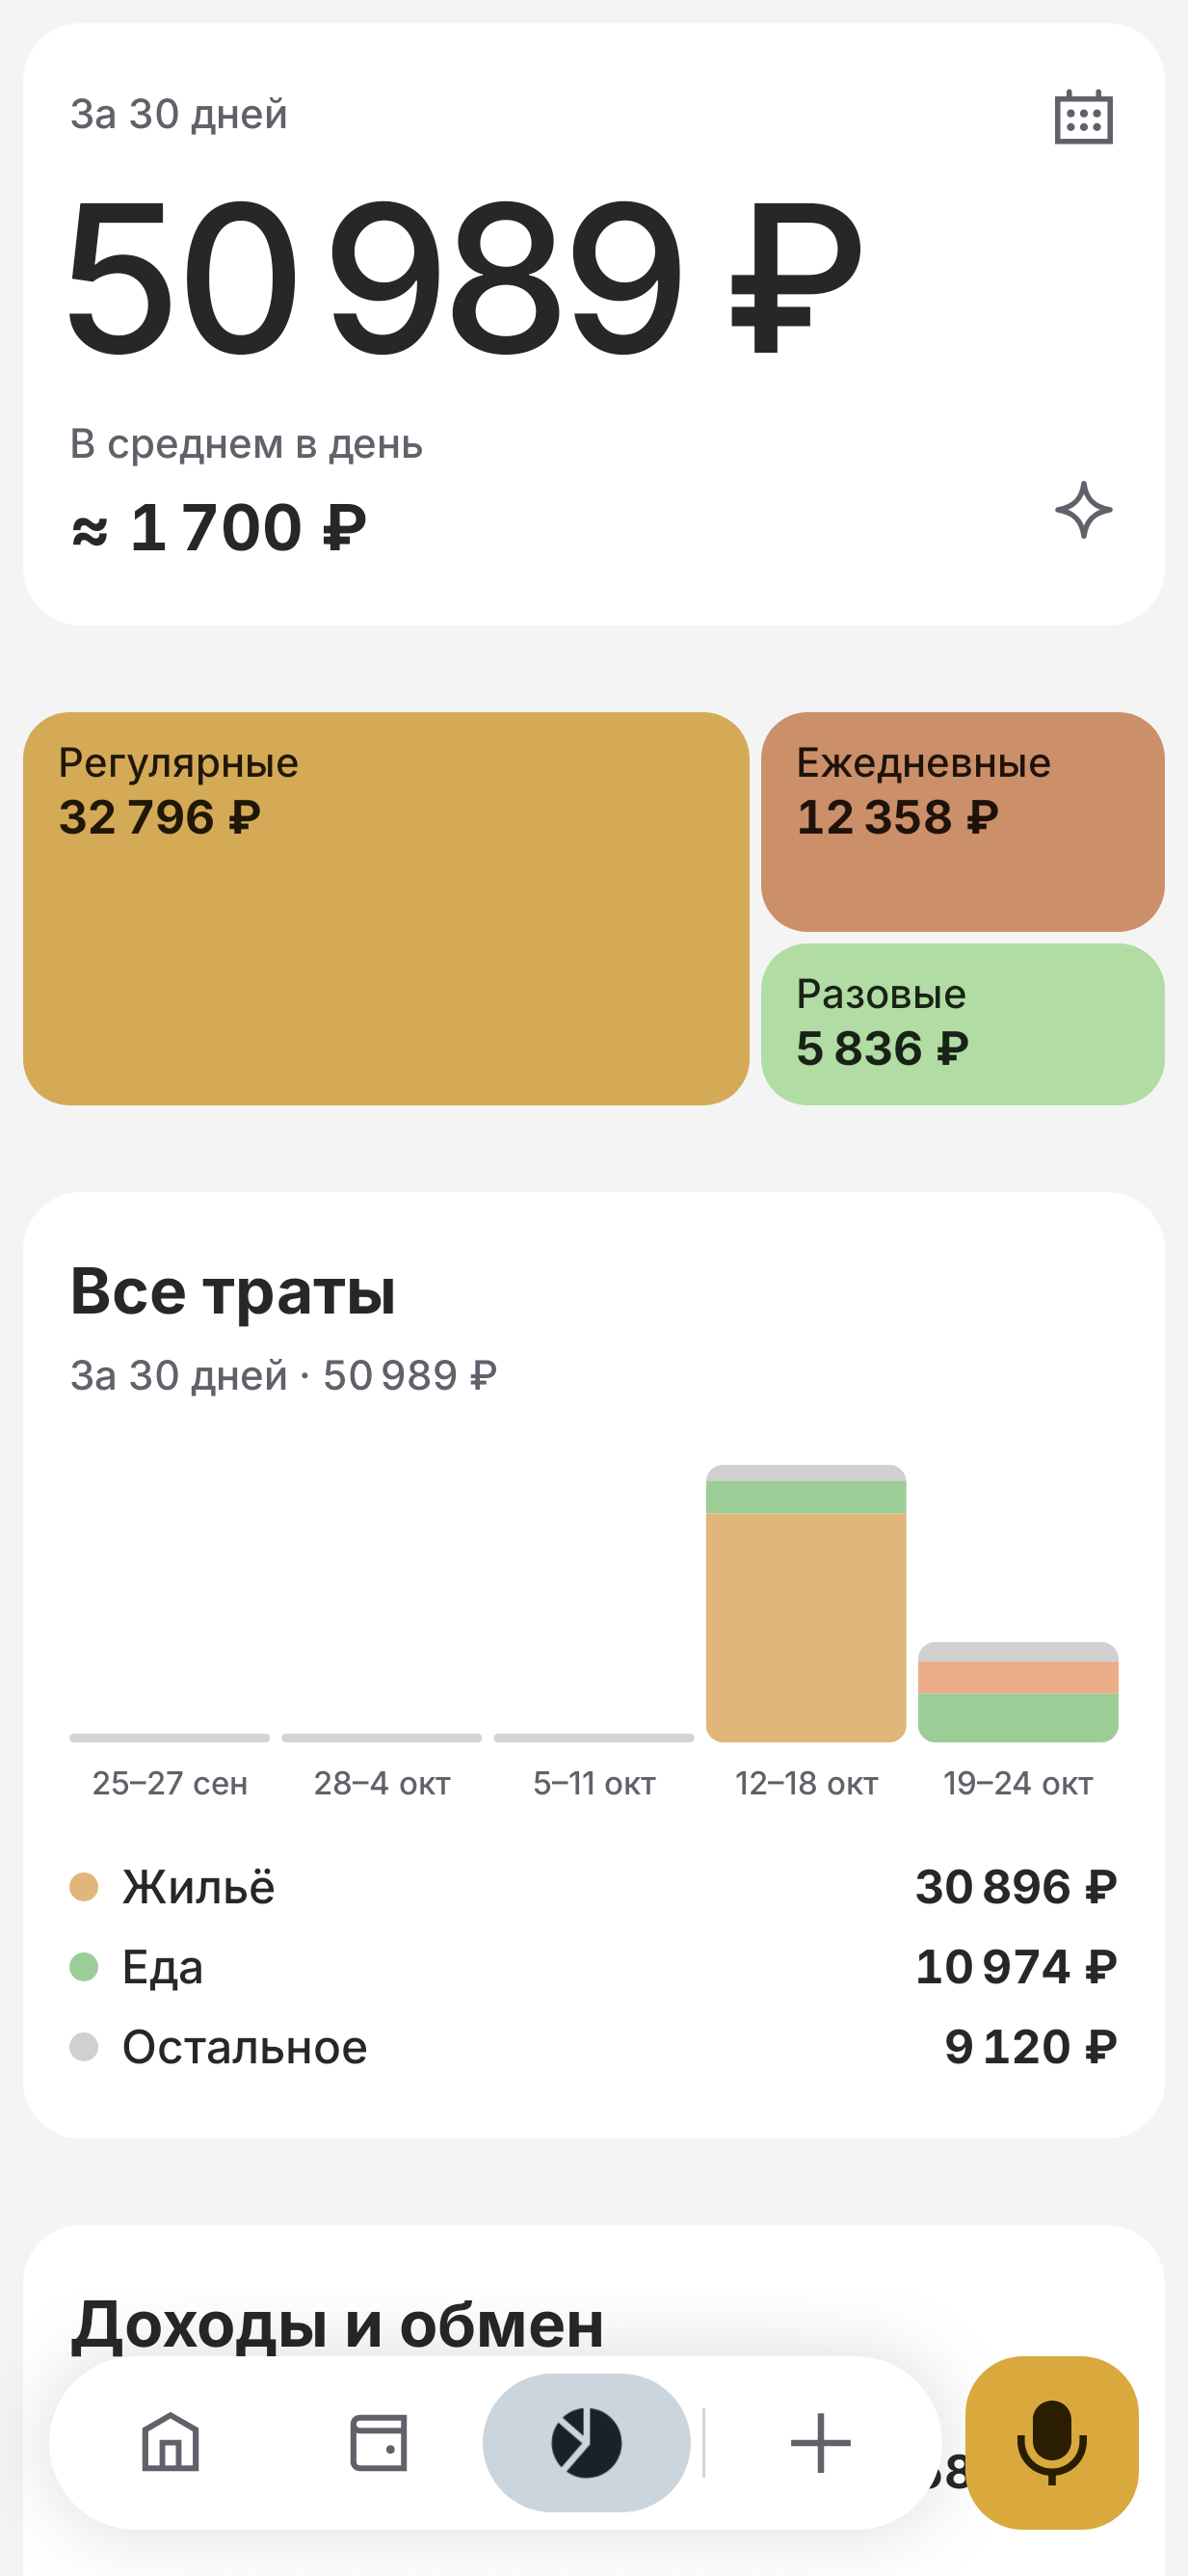 За 30 дней
50 989 ₽
В среднем в день
≈ 1 700 ₽
Регулярные
32 796 ₽
Ежедневные
12 358 ₽
Разовые
5 836 ₽
Все траты
За 30 дней · 50 989 ₽
25–27 сен 28–4 окт 5–11 окт 12–18 окт 19–24 окт
Жильё 30 896 ₽
Еда 10 974 ₽
Остальное 9 120 ₽
Доходы и обмен